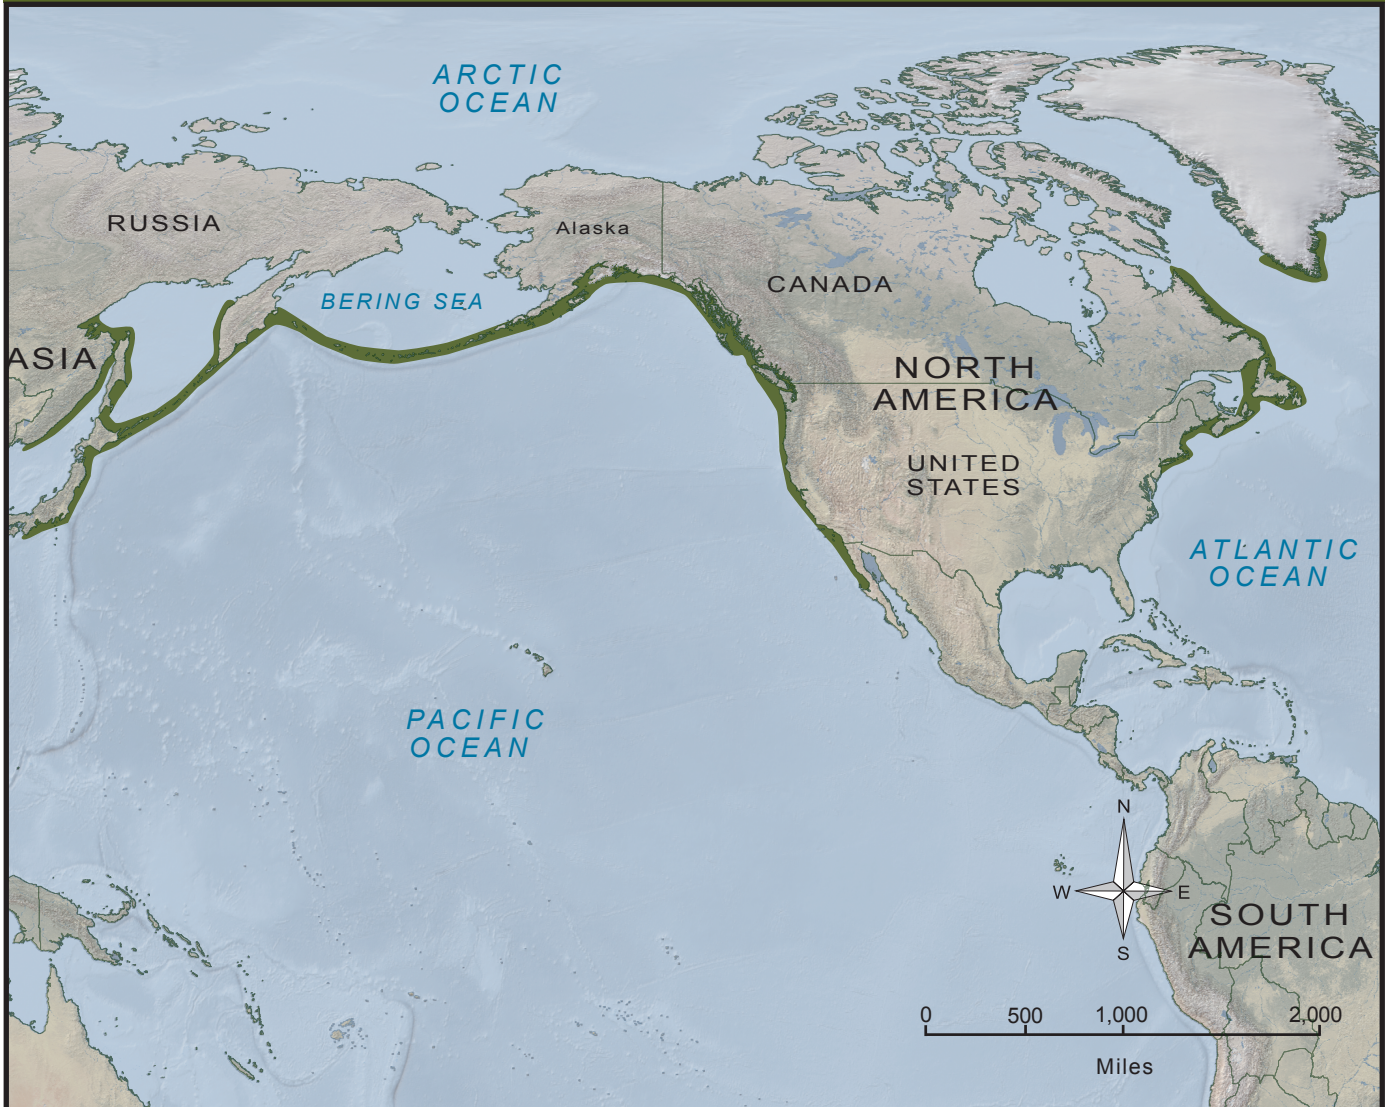 ARCTIC
OCEAN
RUSSIA
Alaska
CANADA
BERING SEA
ASIA
NORTH
AMERICA
UNITED
STATES
ATLANTIC
OCEAN
PACIFIC
OCEAN
N
W
E
S
SOUTH
AMERICA
0 500 1,000 2,000
Miles